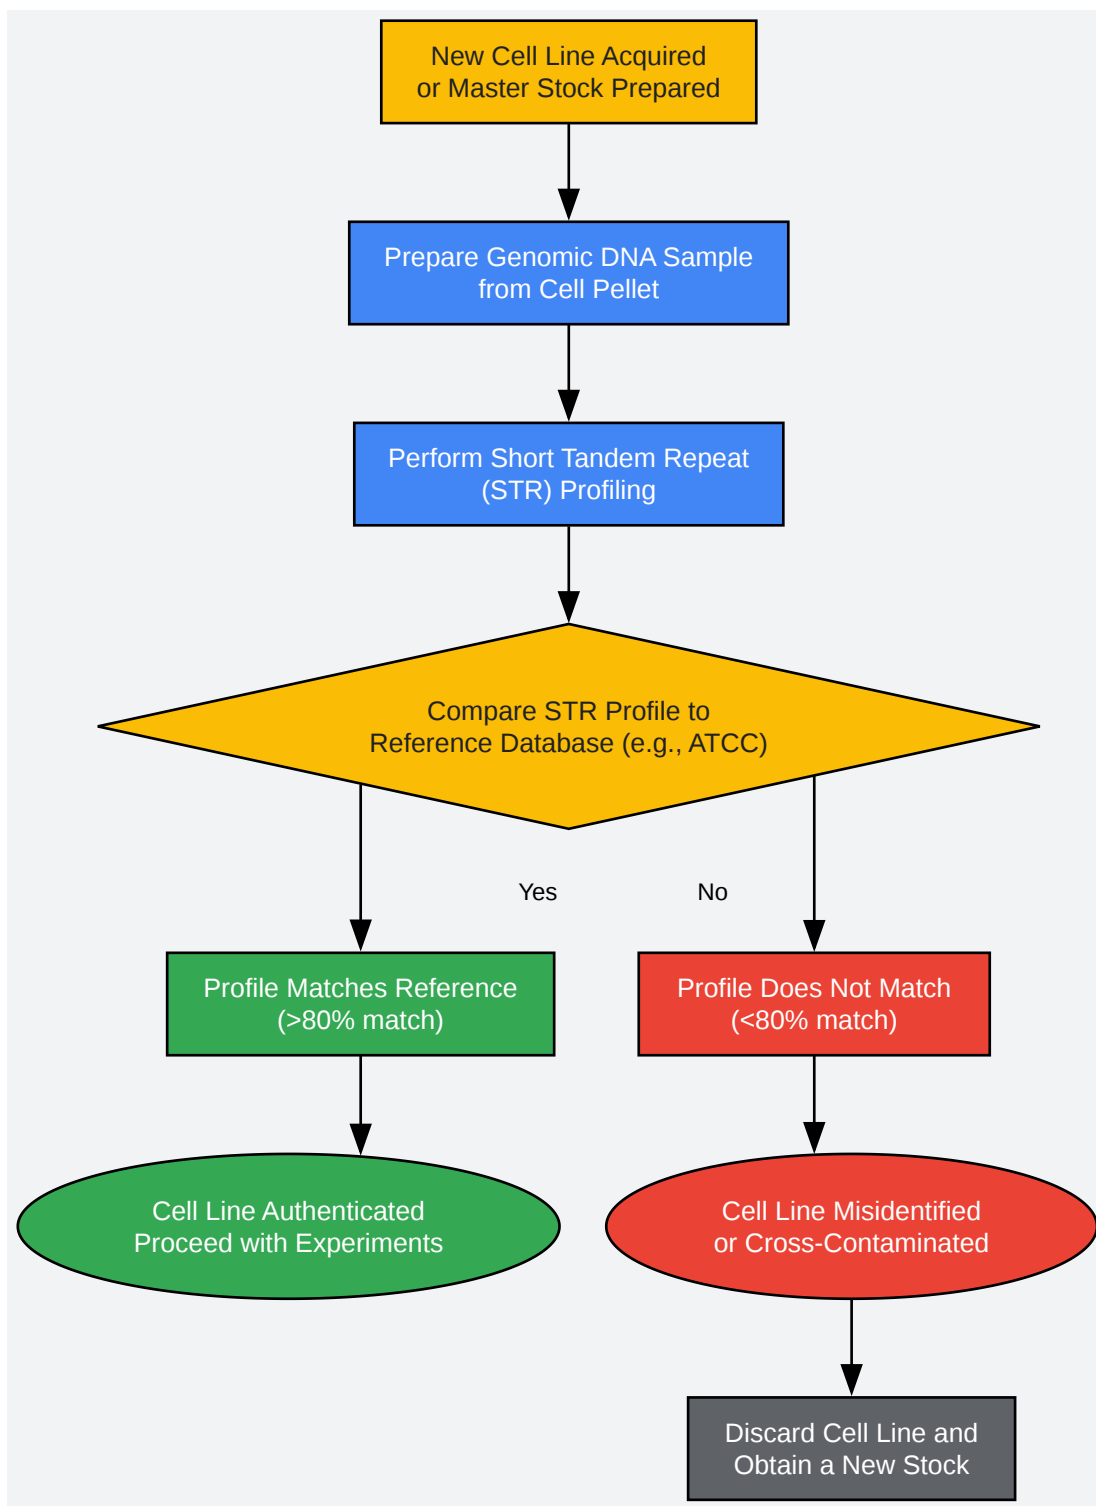 New Cell Line Acquired
or Master Stock Prepared
Prepare Genomic DNA Sample
from Cell Pellet
Perform Short Tandem Repeat
(STR) Profiling
Compare STR Profile to
Reference Database (e.g., ATCC)
Yes
No
Profile Matches Reference
(>80% match)
Profile Does Not Match
(<80% match)
Cell Line Authenticated
Proceed with Experiments
Cell Line Misidentified
or Cross-Contaminated
Discard Cell Line and
Obtain a New Stock